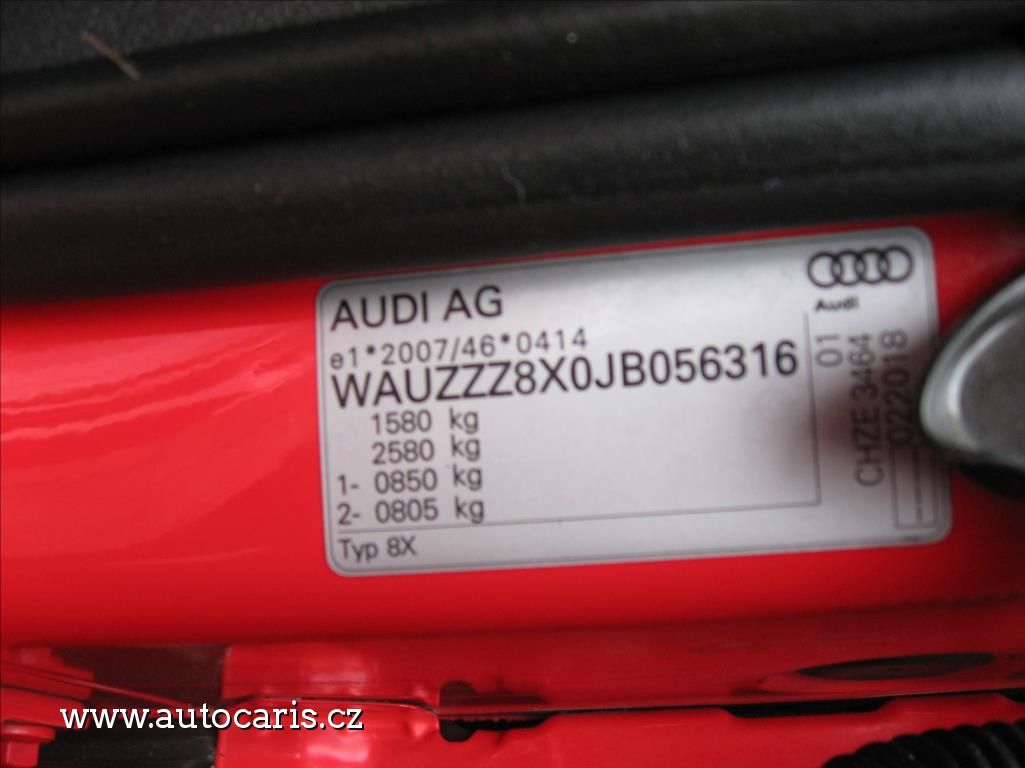 AUDI AG
Audi
e1*2007/46*0414
WAUZZZ8X0JB056316
1580 kg
2580 kg
1- 0850 kg
2- 0805 kg
Typ 8X
01
CHZE 3464
022018
www.autocaris.cz